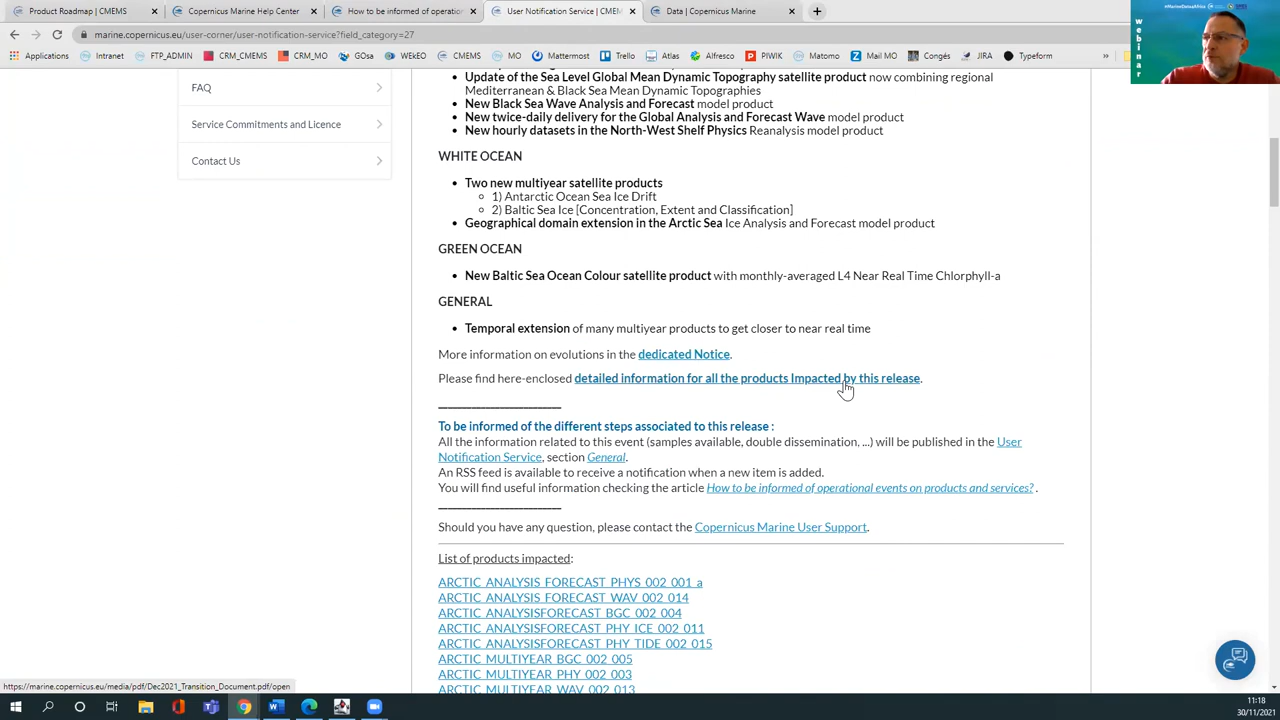 Product Roadmap | Copernicus M
Copernicus Marine Help Center
How to be informed of operation
User Notification Service | CMEMS
Data | Copernicus Marine
marine.copernicus.eu/user-corner/user-notification-service?field_category=27
Applications
Intranet
FTP_ADMIN
CRM_CMEMS
CRM_MO
GOsa
WeKEO
CMEMS
MO
Mattermost
Trello
Atlas
Alfresco
PIWIK
Matomo
Mail MO
Craig
JIRA
Typeform
webinar
FAQ
Service Commitments and Licence
Contact Us
Update of the Sea Level Global Mean Dynamic Topography satellite product now combining regional
Mediterranean & Black Sea Mean Dynamic Topographies
New Black Sea Wave Analysis and Forecast model product
New twice-daily delivery for the Global Analysis and Forecast Wave model product
New hourly datasets in the North-West Shelf Physics Reanalysis model product
WHITE OCEAN
Two new multiyear satellite products
1) Antarctic Ocean Sea Ice Drift
2) Baltic Sea Ice [Concentration, Extent and Classification]
Geographical domain extension in the Arctic Sea Ice Analysis and Forecast model product
GREEN OCEAN
New Baltic Sea Ocean Colour satellite product with monthly-averaged L4 Near Real Time Chlorphyll-a
GENERAL
Temporal extension of many multiyear products to get closer to near real time
More information on evolutions in the dedicated Notice.
Please find here-enclosed detailed information for all the products Impacted by this release.
To be informed of the different steps associated to this release :
All the information related to this event (samples available, double dissemination, ...) will be published in the User
Notification Service, section General.
An RSS feed is available to receive a notification when a new item is added.
You will find useful information checking the article How to be informed of operational events on products and services? .
Should you have any question, please contact the Copernicus Marine User Support.
List of products impacted:
ARCTIC_ANALYSIS_FORECAST_PHYS_002_001_a
ARCTIC_ANALYSIS_FORECAST_WAV_002_014
ARCTIC_ANALYSISFORECAST_BGC_002_004
ARCTIC_ANALYSISFORECAST_PHY_ICE_002_011
ARCTIC_ANALYSISFORECAST_PHY_TIDE_002_015
ARCTIC_MULTIYEAR_BGC_002_005
ARCTIC_MULTIYEAR_PHY_002_003
ARCTIC_MULTIYEAR_WAV_002_013
https://marine.copernicus.eu/media/pdf/Dec2021_Transition_Document.pdf/open
11:18
30/11/2021